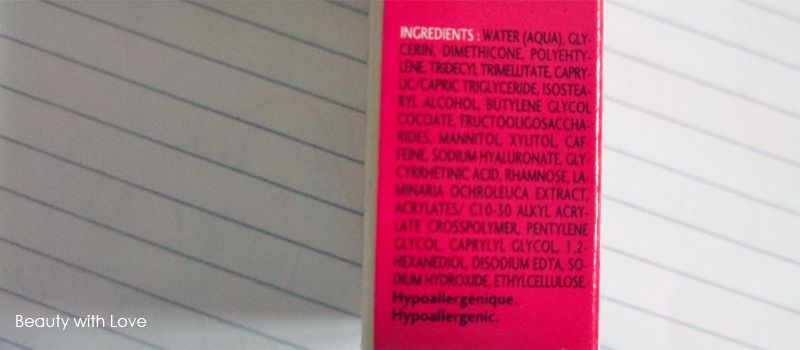 INGREDIENTS : WATER (AQUA), GLY-
CERIN, DIMETHICONE, POLYEHTY-
LENE, TRIDECYL TRIMELLITATE, CAPRY-
LIC/CAPRIC TRIGLYCERIDE, ISOSTEA-
RYL ALCOHOL, BUTYLENE GLYCOL
COCOATE, FRUCTOOLIGOSACCHA-
RIDES, MANNITOL, XYLITOL, CAF-
FEINE, SODIUM HYALURONATE, GLY-
CYRRHETINIC ACID, RHAMNOSE, LA-
MINARIA OCHROLEUCA EXTRACT,
ACRYLATES/ C10-30 ALKYL ACRY-
LATE CROSSPOLYMER, PENTYLENE
GLYCOL, CAPRYLYL GLYCOL, 1,2-
HEXANEDIOL, DISODIUM EDTA, SO-
DIUM HYDROXIDE, ETHYLCELLULOSE.
Hypoallergénique.
Hypoallergenic.
Beauty with Love